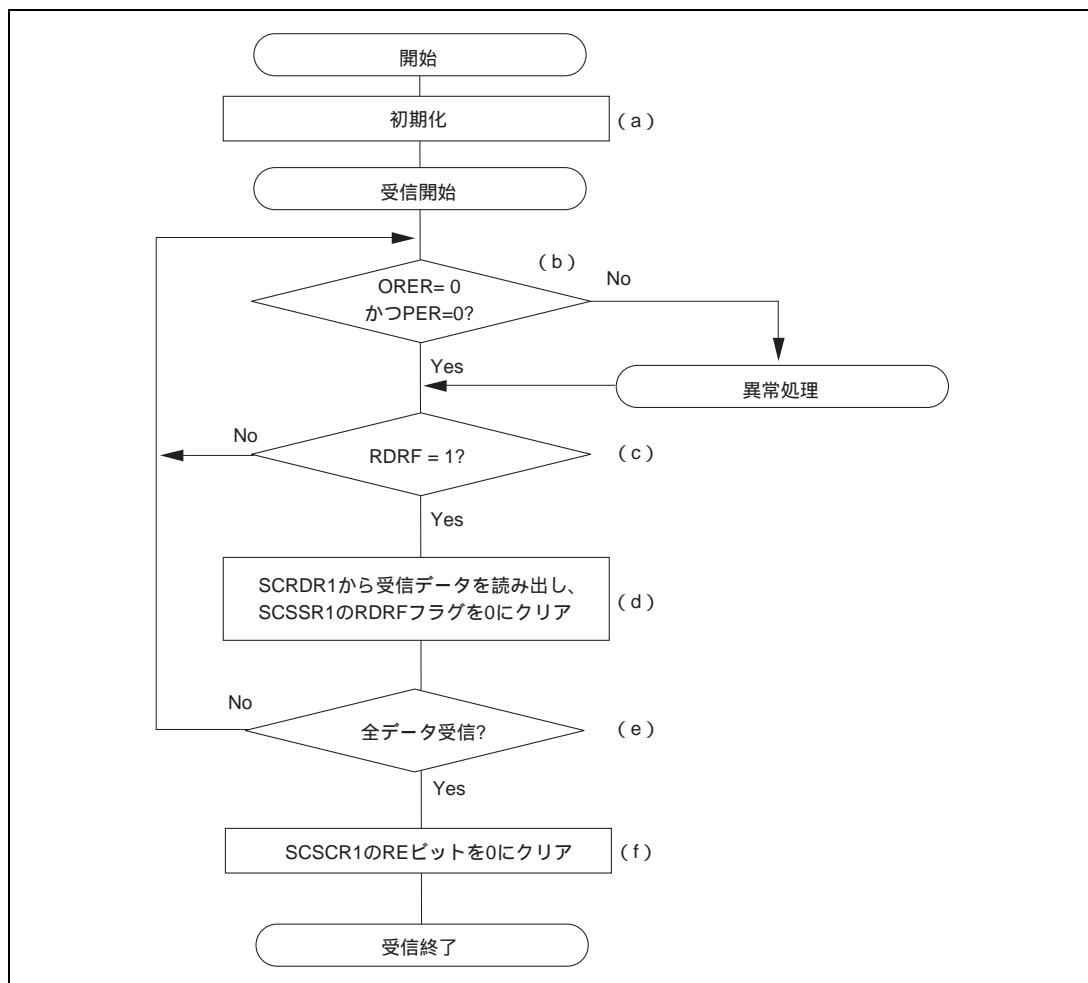 開始
初期化
（a）
受信開始
（b）
ORER= 0
かつPER=0?
No
Yes
異常処理
No
RDRF = 1?
（c）
Yes
SCRDR1から受信データを読み出し、
SCSSR1のRDRFフラグを0にクリア
（d）
No
全データ受信?
（e）
Yes
SCSCR1のREビットを0にクリア
（f）
受信終了